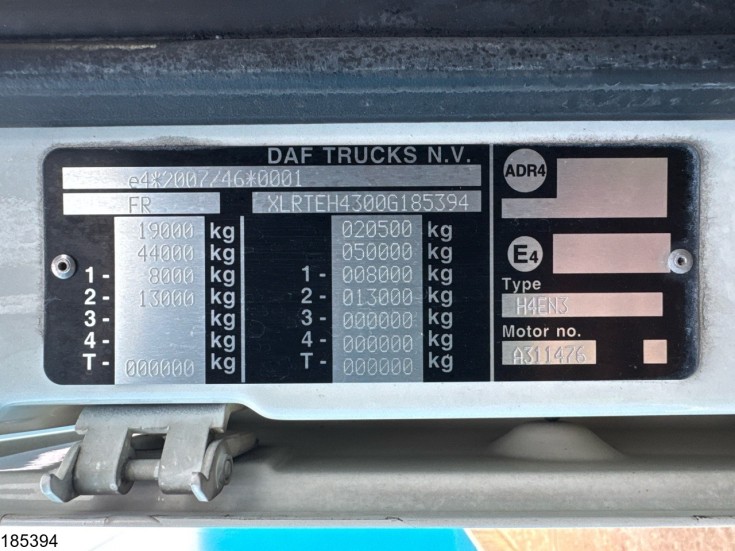 DAF TRUCKS N.V.
e4*2007/46*0001
FR XLRTEH4300G185394
19000 kg 020500 kg
44000 kg 050000 kg
1- 8000 kg 1- 008000 kg
2- 13000 kg 2- 013000 kg
3- kg 3- 000000 kg
4- kg 4- 000000 kg
T- 000000 kg T- 000000 kg
ADR4
E4
Type
H4EN3
Motor no.
A311476
185394